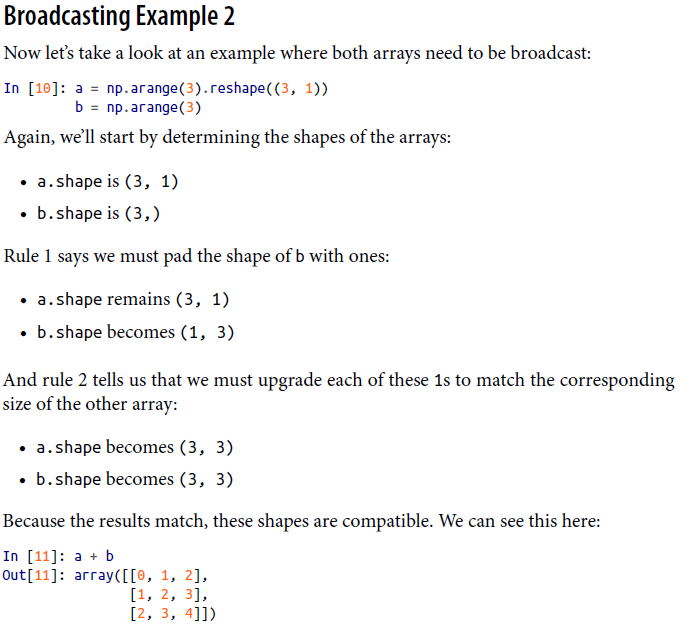 Broadcasting Example 2
Now let’s take a look at an example where both arrays need to be broadcast:
In [10]: a = np.arange(3).reshape((3, 1))
         b = np.arange(3)
Again, we’ll start by determining the shapes of the arrays:
• a.shape is (3, 1)
• b.shape is (3,)
Rule 1 says we must pad the shape of b with ones:
• a.shape remains (3, 1)
• b.shape becomes (1, 3)
And rule 2 tells us that we must upgrade each of these 1s to match the corresponding
size of the other array:
• a.shape becomes (3, 3)
• b.shape becomes (3, 3)
Because the results match, these shapes are compatible. We can see this here:
In [11]: a + b
Out[11]: array([[0, 1, 2],
                [1, 2, 3],
                [2, 3, 4]])